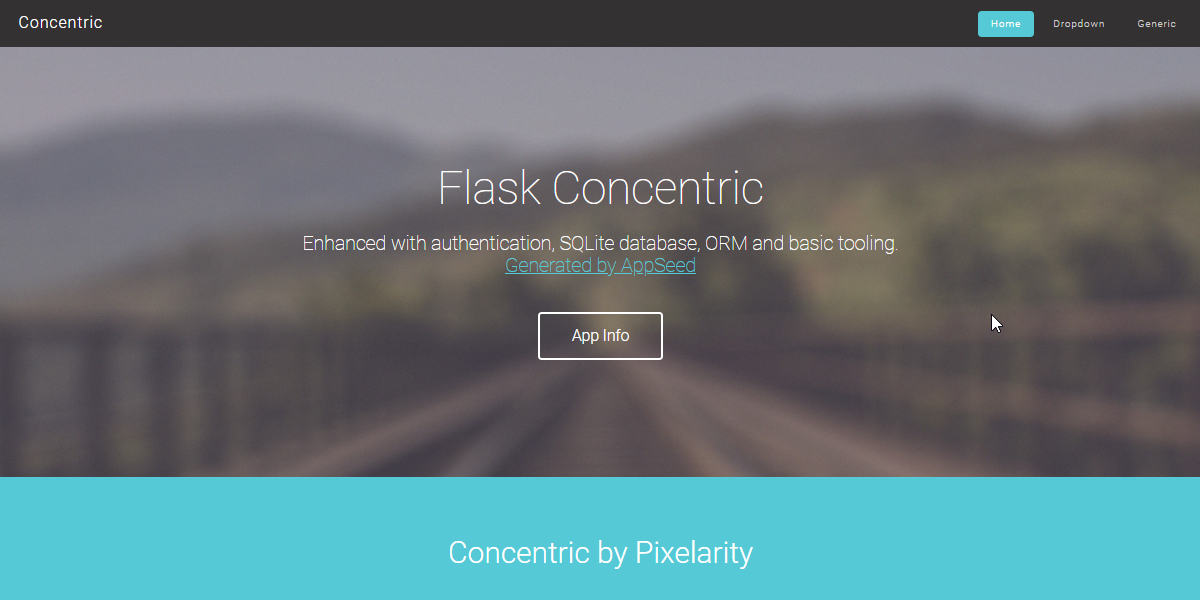 Concentric
Home Dropdown Generic
Flask Concentric
Enhanced with authentication, SQLite database, ORM and basic tooling.
Generated by AppSeed
App Info
Concentric by Pixelarity